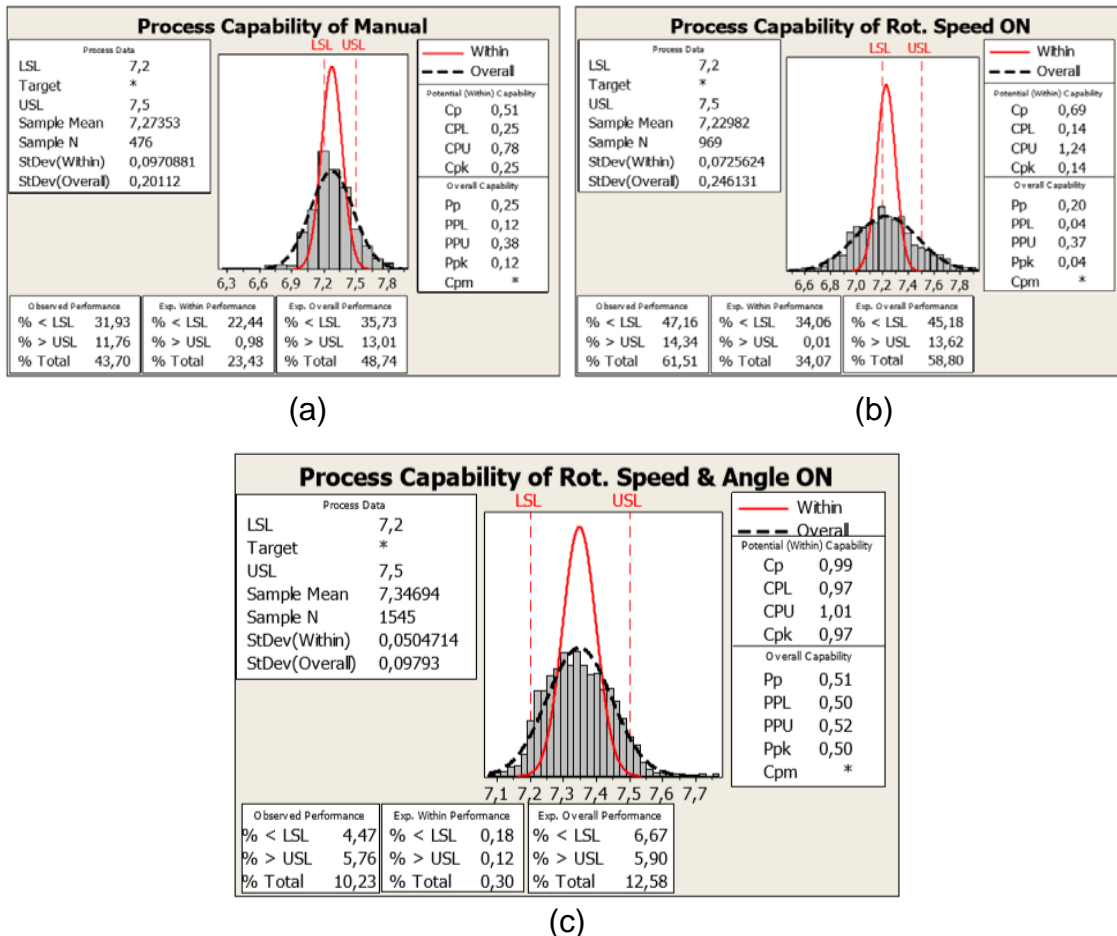 Process Capability of Manual
LSL USL
Process Data
LSL 7,2
Target *
USL 7,5
Sample Mean 7,27353
Sample N 476
StDev(Within) 0,0970881
StDev(Overall) 0,20112
Within
Overall
Potential (Within) Capability
Cp 0,51
CPL 0,25
CPU 0,78
Cpk 0,25
Overall Capability
Pp 0,25
PPL 0,12
PPU 0,38
Ppk 0,12
Cpm *
6,3 6,6 6,9 7,2 7,5 7,8
Observed Performance
% < LSL 31,93
% > USL 11,76
% Total 43,70
Exp. Within Performance
% < LSL 22,44
% > USL 0,98
% Total 23,43
Exp. Overall Performance
% < LSL 35,73
% > USL 13,01
% Total 48,74
(a)
Process Capability of Rot. Speed ON
LSL USL
Process Data
LSL 7,2
Target *
USL 7,5
Sample Mean 7,22982
Sample N 969
StDev(Within) 0,0725624
StDev(Overall) 0,246131
Within
Overall
Potential (Within) Capability
Cp 0,69
CPL 0,14
CPU 1,24
Cpk 0,14
Overall Capability
Pp 0,20
PPL 0,04
PPU 0,37
Ppk 0,04
Cpm *
6,6 6,8 7,0 7,2 7,4 7,6 7,8
Observed Performance
% < LSL 47,16
% > USL 14,34
% Total 61,51
Exp. Within Performance
% < LSL 34,06
% > USL 0,01
% Total 34,07
Exp. Overall Performance
% < LSL 45,18
% > USL 13,62
% Total 58,80
(b)
Process Capability of Rot. Speed & Angle ON
LSL USL
Process Data
LSL 7,2
Target *
USL 7,5
Sample Mean 7,34694
Sample N 1545
StDev(Within) 0,0504714
StDev(Overall) 0,09793
Within
Overall
Potential (Within) Capability
Cp 0,99
CPL 0,97
CPU 1,01
Cpk 0,97
Overall Capability
Pp 0,51
PPL 0,50
PPU 0,52
Ppk 0,50
Cpm *
7,1 7,2 7,3 7,4 7,5 7,6 7,7
Observed Performance
% < LSL 4,47
% > USL 5,76
% Total 10,23
Exp. Within Performance
% < LSL 0,18
% > USL 0,12
% Total 0,30
Exp. Overall Performance
% < LSL 6,67
% > USL 5,90
% Total 12,58
(c)